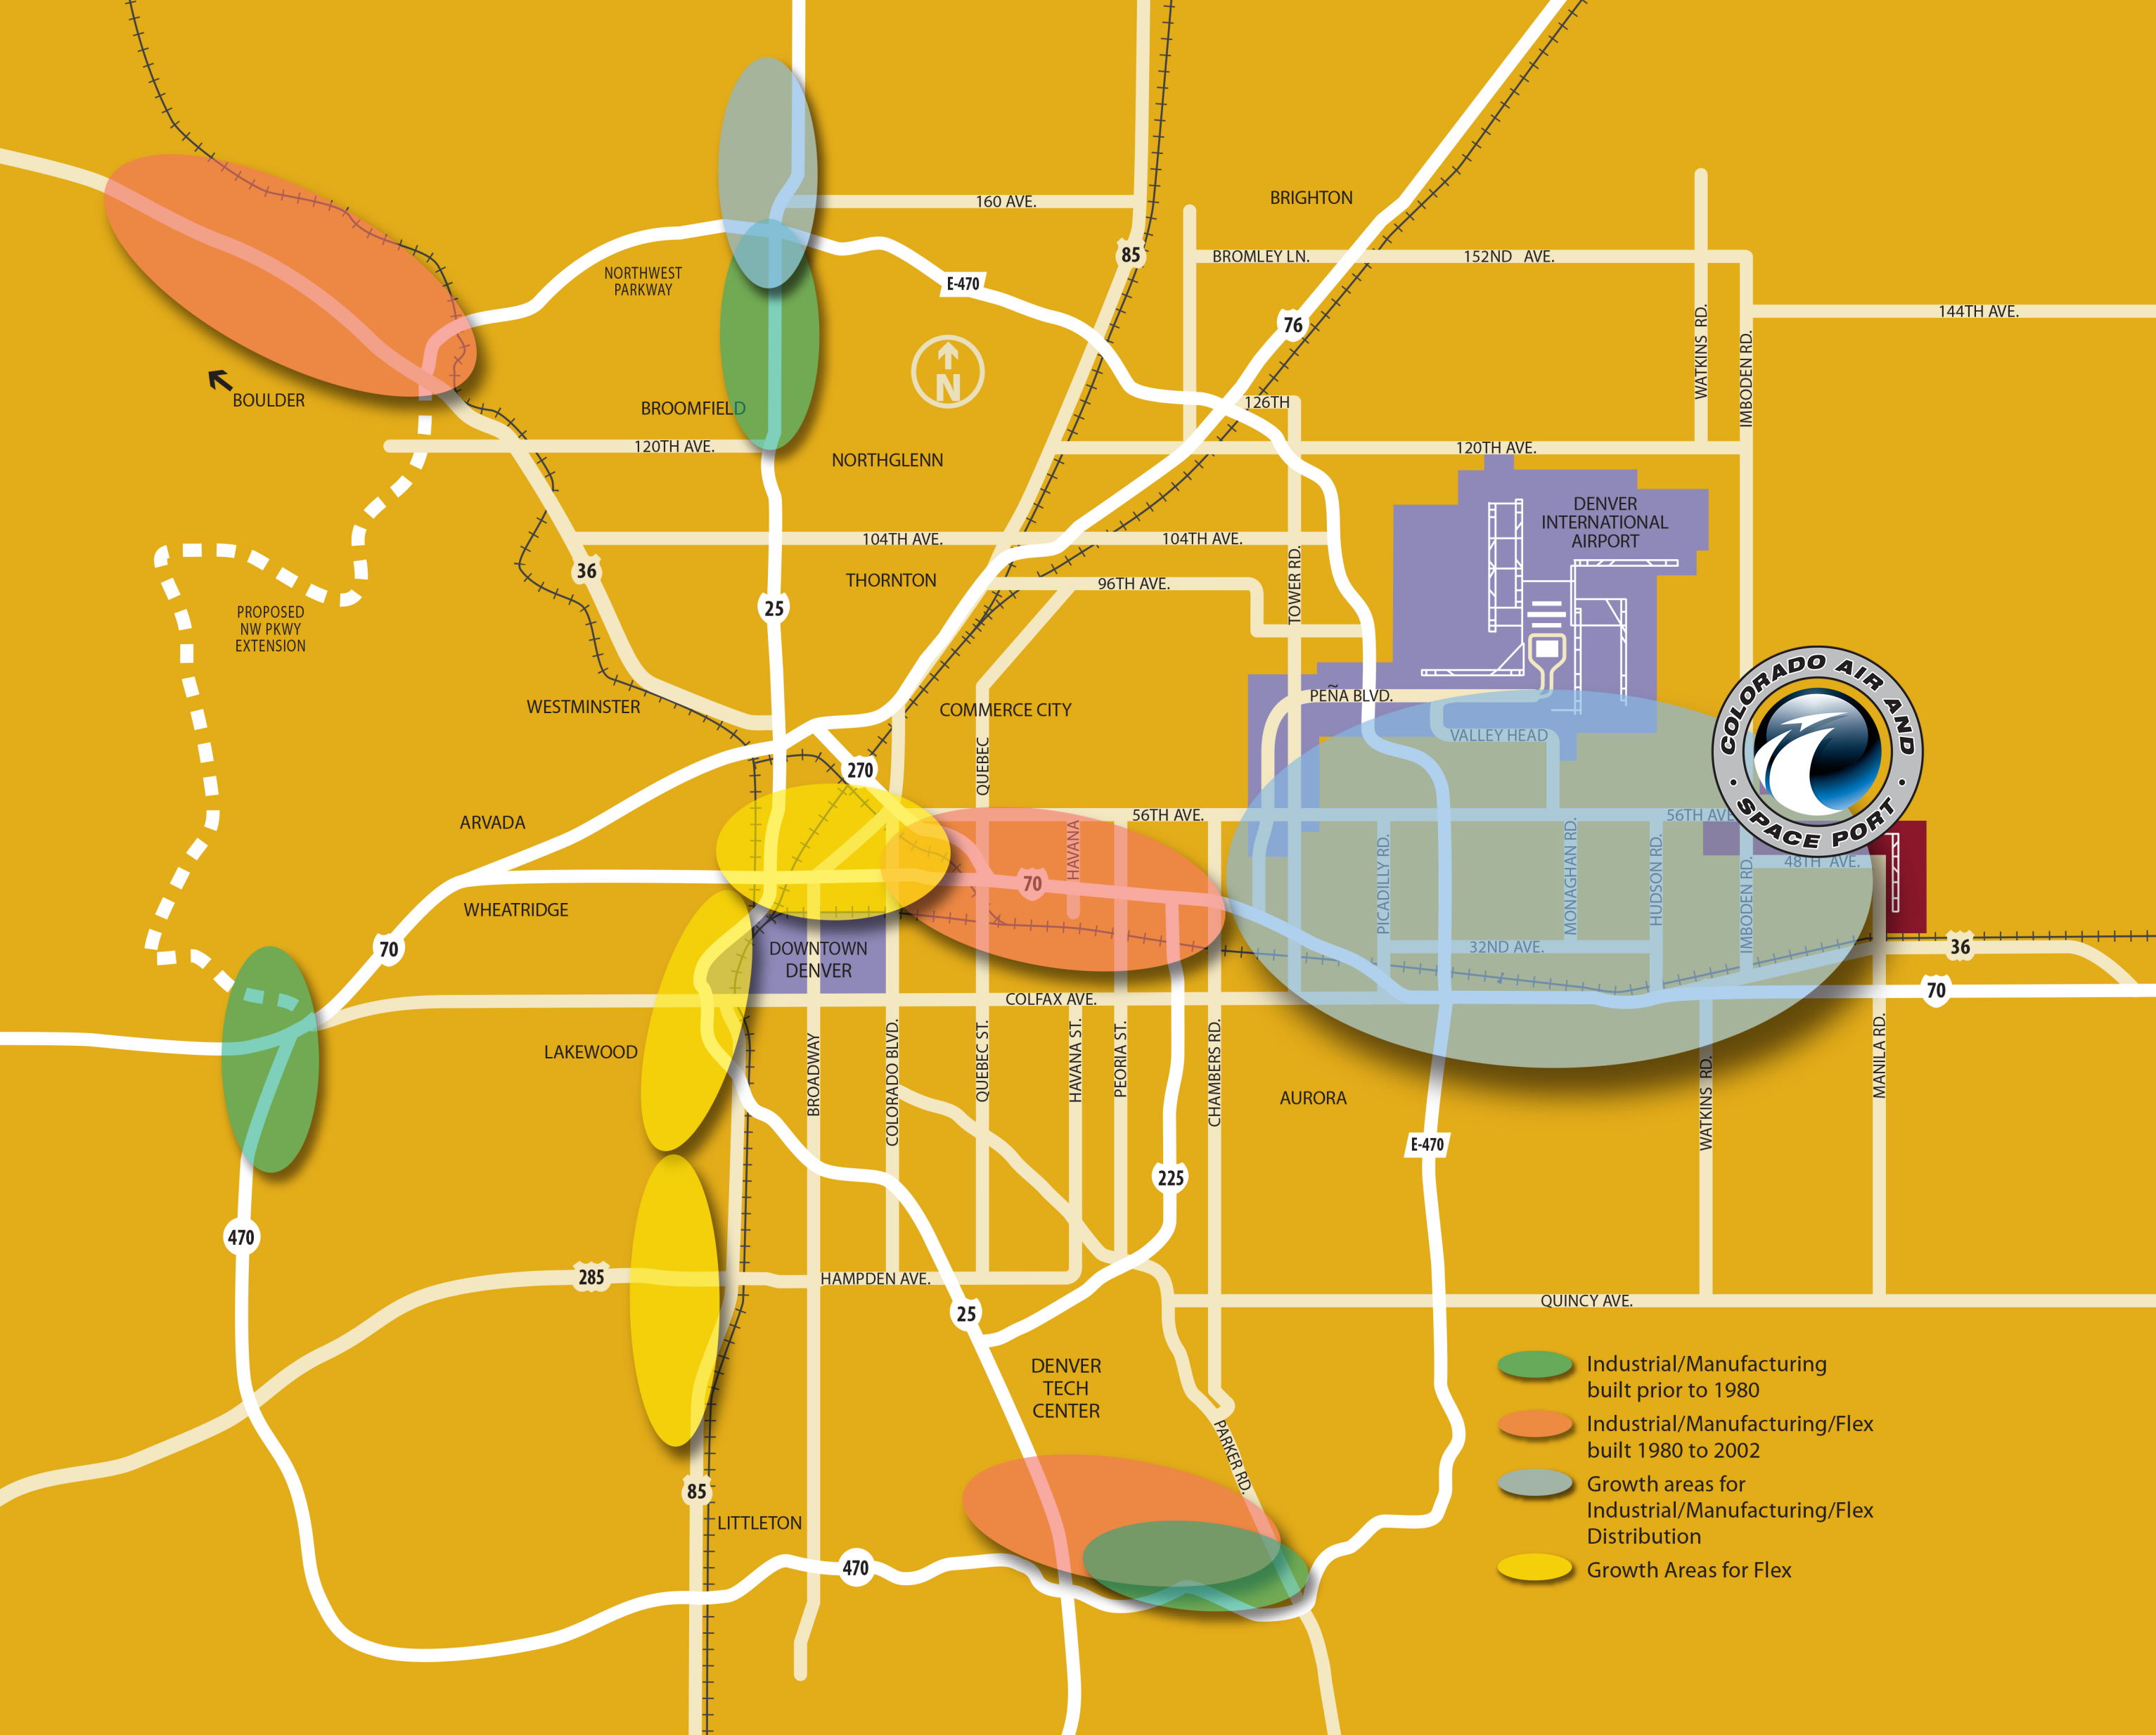 160 AVE.
BRIGHTON
85
BROMLEY LN.
152ND AVE.
NORTHWEST
PARKWAY
E-470
144TH AVE.
76
WATKINS RD.
IMBODEN RD.
N
BOULDER
BROOMFIELD
126TH
120TH AVE.
120TH AVE.
NORTHGLENN
DENVER
INTERNATIONAL
AIRPORT
104TH AVE.
104TH AVE.
36
THORNTON
96TH AVE.
TOWER RD.
25
PROPOSED
NW PKWY
EXTENSION
WESTMINSTER
COMMERCE CITY
PEÑA BLVD.
VALLEY HEAD
COLORADO AIR AND
• SPACE PORT •
QUEBEC
270
ARVADA
56TH AVE.
56TH AVE
HAVANA
PICADILLY RD.
MONAGHAN RD.
HUDSON RD.
IMBODEN RD.
48TH AVE.
70
WHEATRIDGE
70
DOWNTOWN
DENVER
32ND AVE.
36
70
COLFAX AVE.
LAKEWOOD
BROADWAY
COLORADO BLVD.
QUEBEC ST.
HAVANA ST.
PEORIA ST.
CHAMBERS RD.
AURORA
WATKINS RD.
MANILA RD.
E-470
225
470
285
HAMPDEN AVE.
25
QUINCY AVE.
DENVER
TECH
CENTER
PARKER RD.
85
LITTLETON
470
Industrial/Manufacturing
built prior to 1980
Industrial/Manufacturing/Flex
built 1980 to 2002
Growth areas for
Industrial/Manufacturing/Flex
Distribution
Growth Areas for Flex